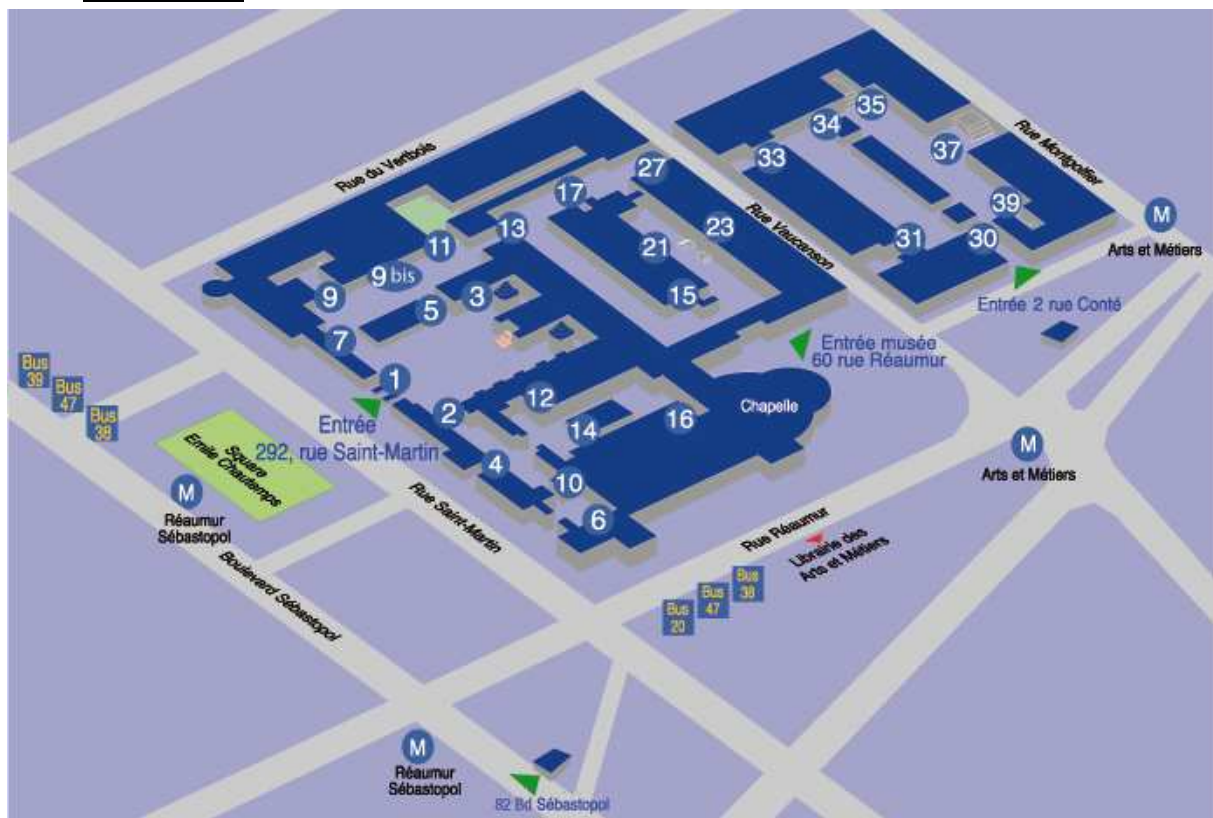 35
34
Rue Montgolfier
37
Rue du Vertbois
33
27
17
39
M
Arts et Métiers
Rue Vaucanson
23
13
11
21
31
30
9 bis
3
15
9
5
Entrée 2 rue Conté
7
Entrée musée
60 rue Réaumur
Bus
39
Bus
47
Bus
38
1
2
12
14
16
Chapelle
Entrée
292, rue Saint-Martin
Square
Emile Chautemps
4
10
6
M
Arts et Métiers
M
Réaumur
Sébastopol
Rue Saint-Martin
Rue Réaumur
Librairie des
Arts et Métiers
Bus
20
Bus
47
Bus
38
Boulevard Sébastopol
M
Réaumur
Sébastopol
82 Bd Sébastopol